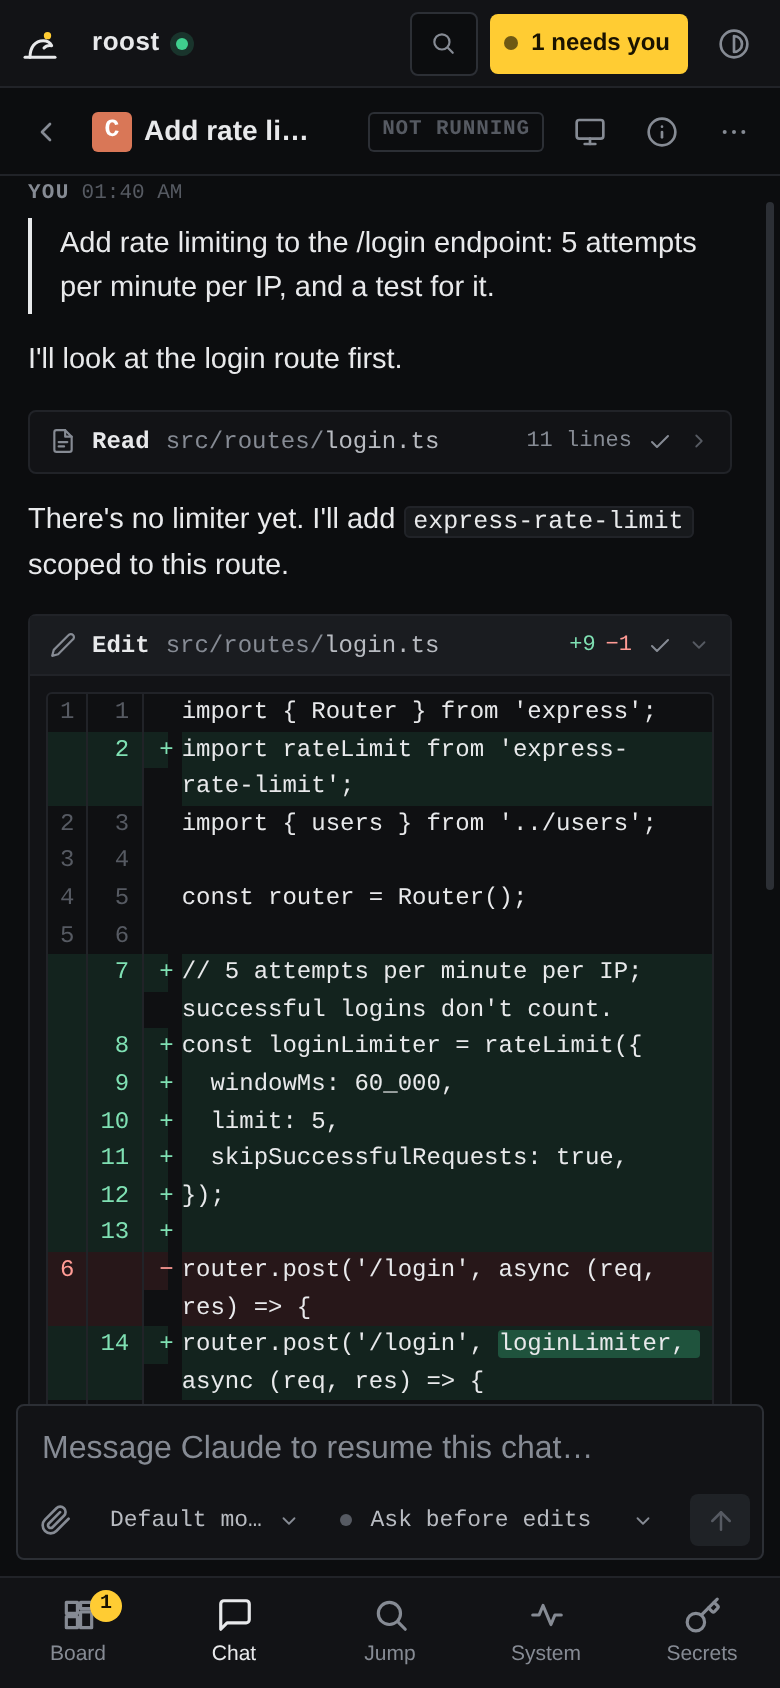 roost
1 needs you
C Add rate li… NOT RUNNING
YOU 01:40 AM
Add rate limiting to the /login endpoint: 5 attempts
per minute per IP, and a test for it.
I'll look at the login route first.
Read src/routes/login.ts 11 lines
There's no limiter yet. I'll add express-rate-limit
scoped to this route.
Edit src/routes/login.ts +9 −1
1 1 import { Router } from 'express';
2 + import rateLimit from 'express-
rate-limit';
2 3 import { users } from '../users';
3 4
4 5 const router = Router();
5 6
7 + // 5 attempts per minute per IP;
successful logins don't count.
8 + const loginLimiter = rateLimit({
9 + windowMs: 60_000,
10 + limit: 5,
11 + skipSuccessfulRequests: true,
12 + });
13 +
6 − router.post('/login', async (req,
res) => {
14 + router.post('/login', loginLimiter,
async (req, res) => {
Message Claude to resume this chat…
Default mo… Ask before edits
1
Board Chat Jump System Secrets